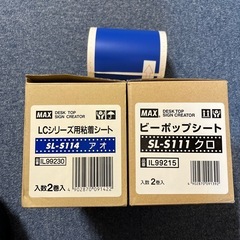 MAX DESK TOP SIGN CREATOR
LCシリーズ用粘着シート
SL-S114 アオ
IL99230
入数2巻入
4902870091422
MAX DESK TOP SIGN CREATOR
ビーポップシート
SL-S111 クロ
IL99215
入数2巻入